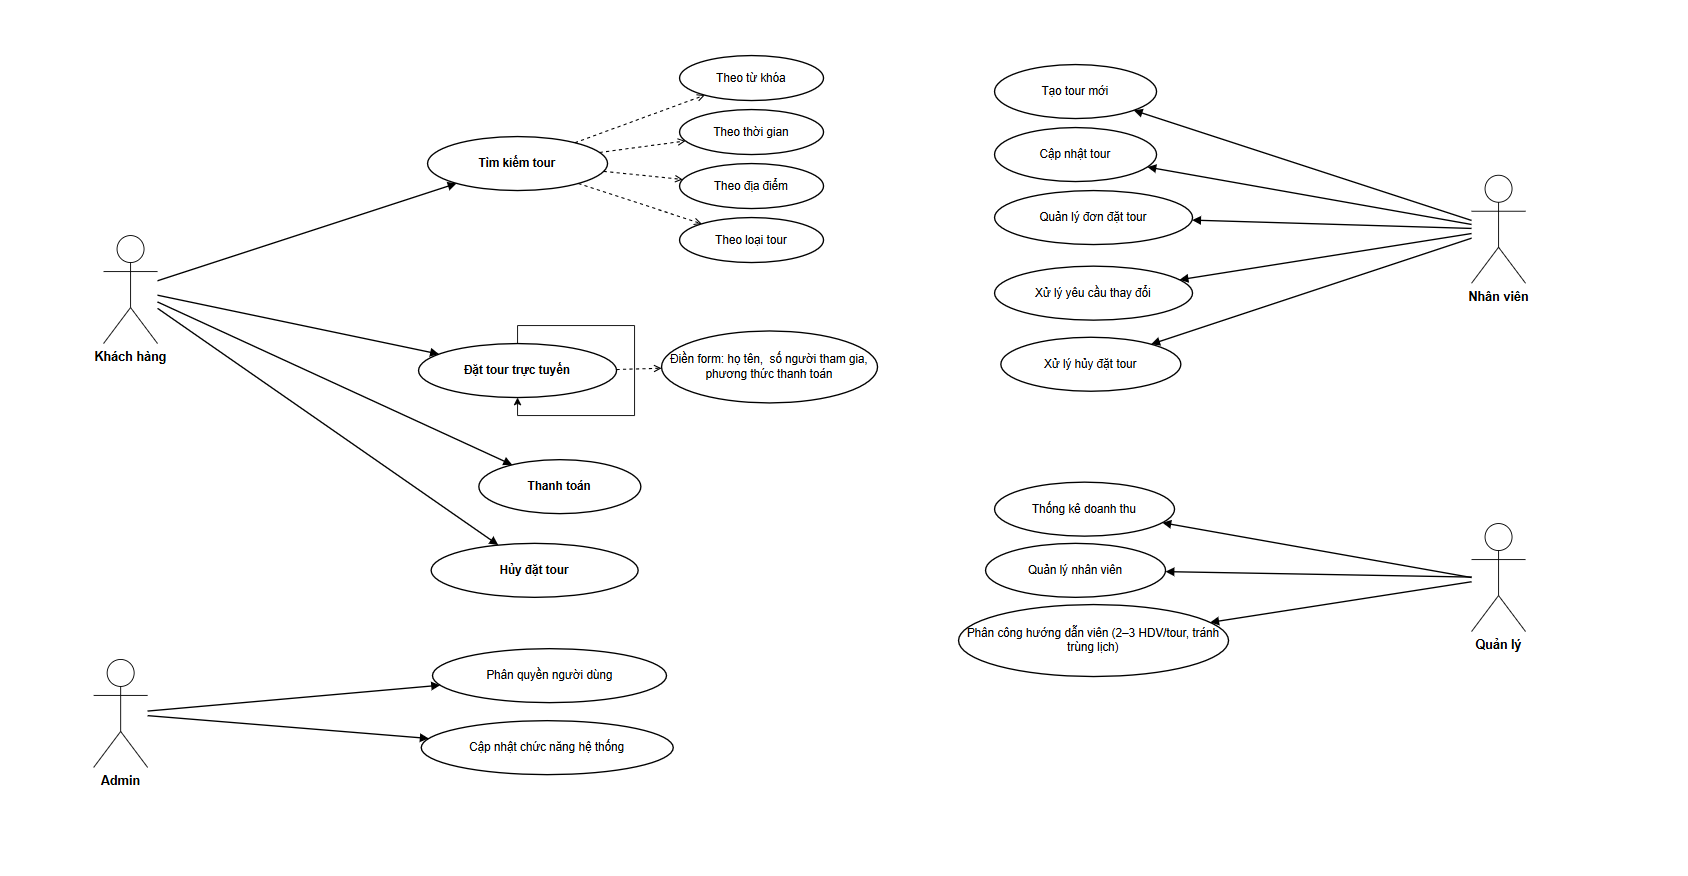 Theo từ khóa
Theo thời gian
Tìm kiếm tour
Theo địa điểm
Theo loại tour
Khách hàng
Đặt tour trực tuyến
Điền form: họ tên,  số người tham gia,
phương thức thanh toán
Thanh toán
Hủy đặt tour
Phân quyền người dùng
Cập nhật chức năng hệ thống
Admin
Tạo tour mới
Cập nhật tour
Quản lý đơn đặt tour
Xử lý yêu cầu thay đổi
Xử lý hủy đặt tour
Nhân viên
Thống kê doanh thu
Quản lý nhân viên
Phân công hướng dẫn viên (2–3 HDV/tour, tránh
trùng lịch)
Quản lý